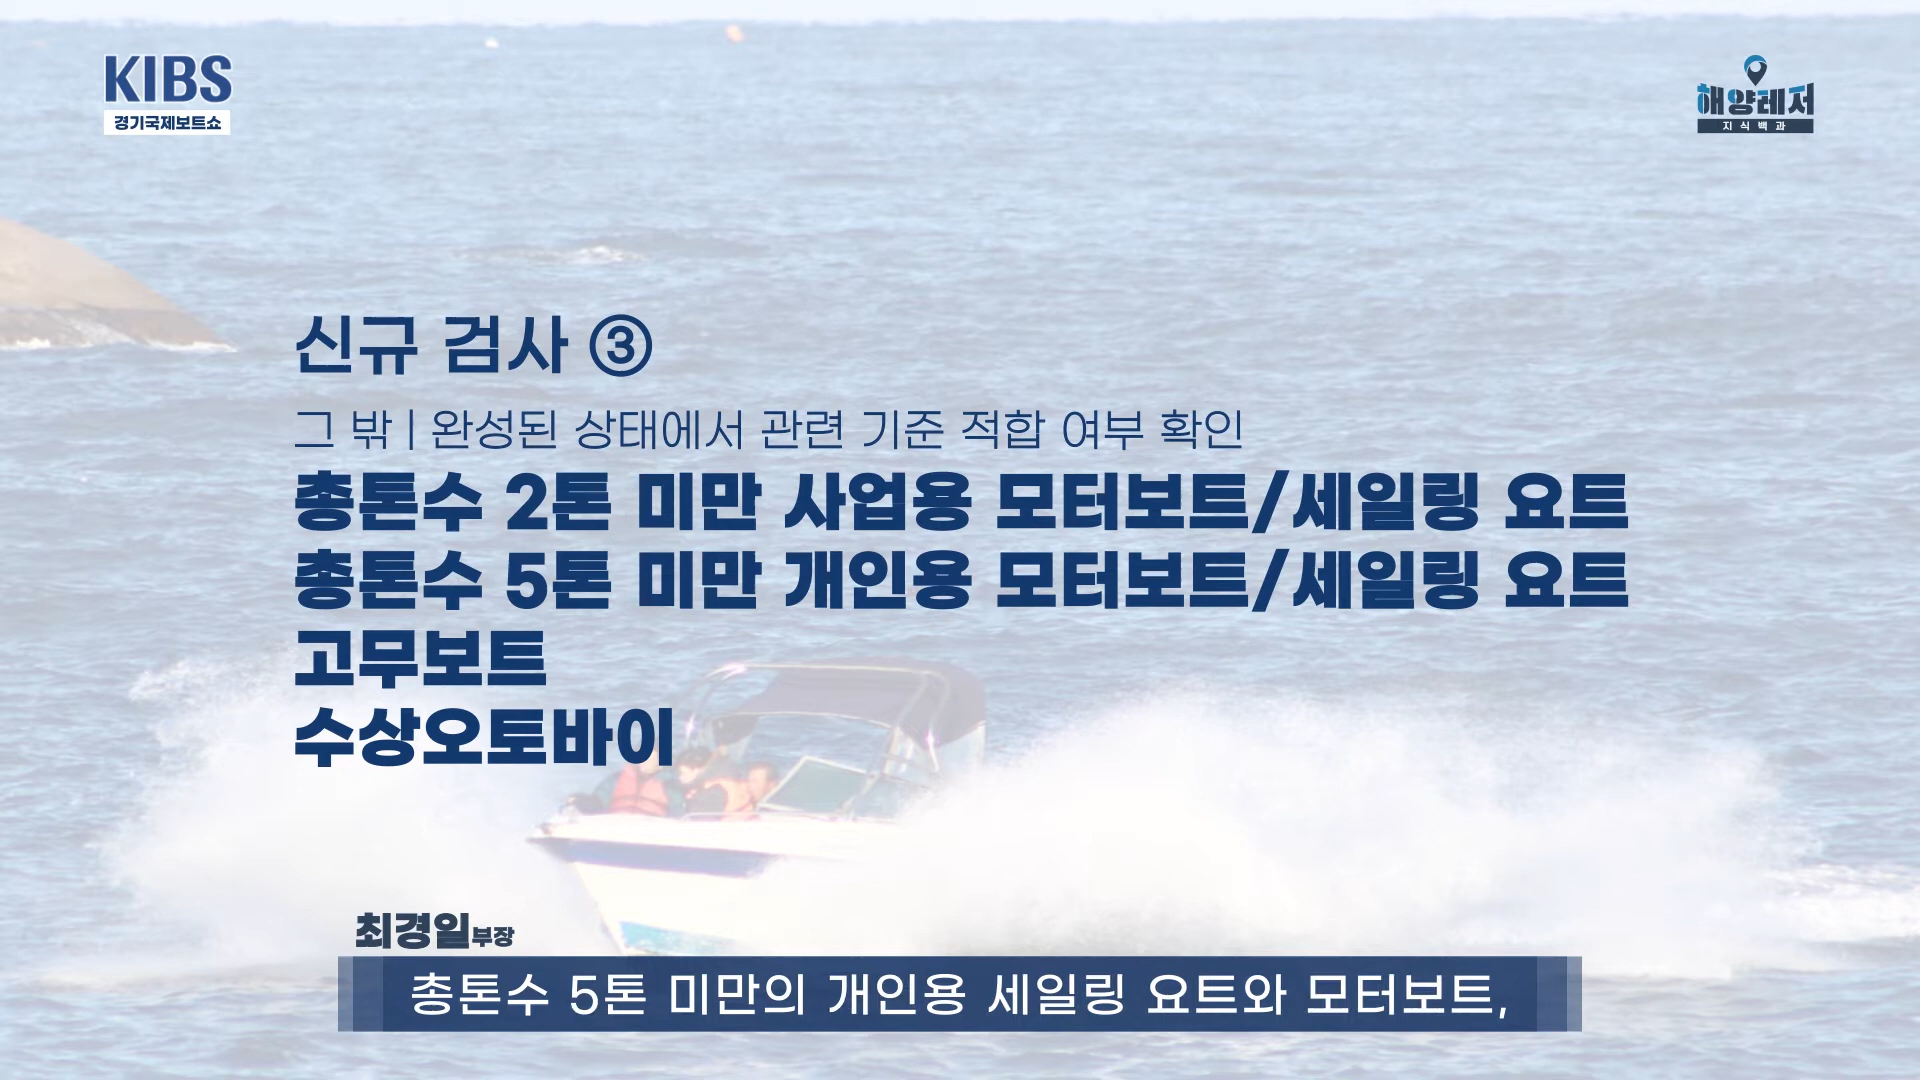 KIBS
경기국제보트쇼
해양레저
지식백과
신규 검사 ③
그 밖 | 완성된 상태에서 관련 기준 적합 여부 확인
총톤수 2톤 미만 사업용 모터보트/세일링 요트
총톤수 5톤 미만 개인용 모터보트/세일링 요트
고무보트
수상오토바이
최경일부장
총톤수 5톤 미만의 개인용 세일링 요트와 모터보트,